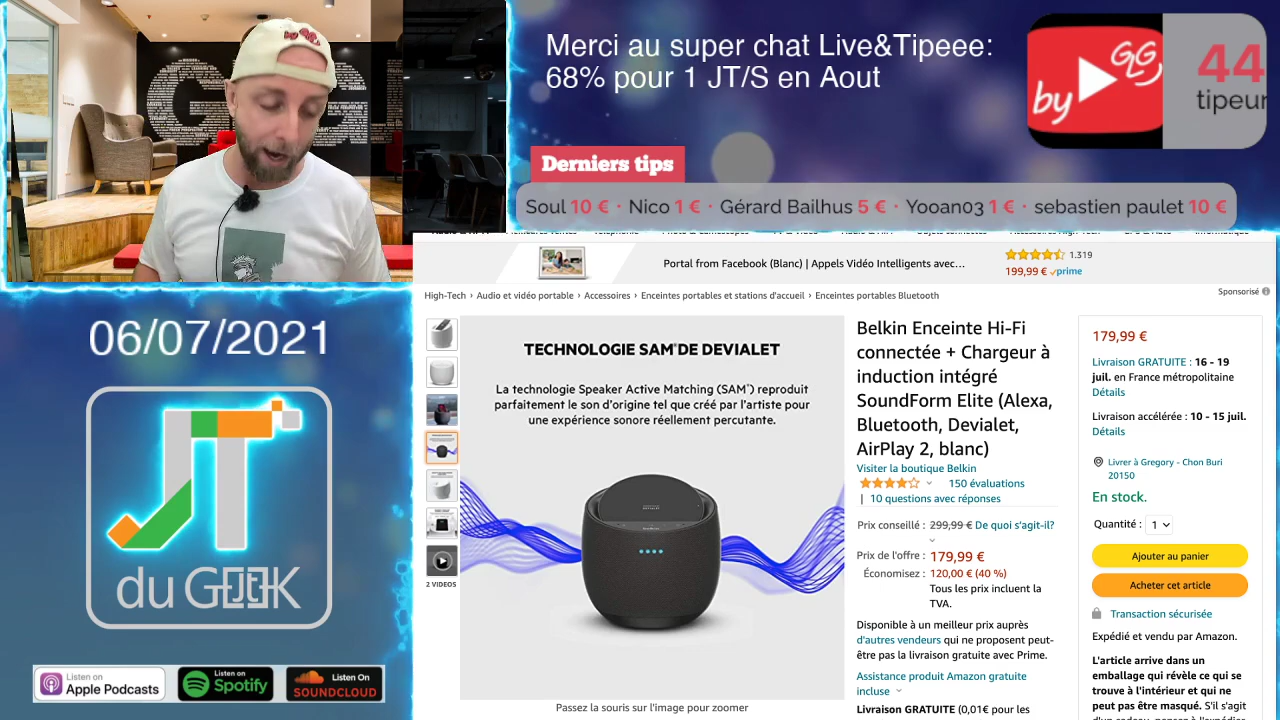 Merci au super chat Live&Tipeee:
68% pour 1 JT/S en Aout
by GG
44
tipeur
Derniers tips
Soul 10 € · Nico 1 € · Gérard Bailhus 5 € · Yooan03 1 € · sebastien paulet 10 €
Portal from Facebook (Blanc) | Appels Vidéo Intelligents avec…
1.319
199,99 € prime
Sponsorisé
High-Tech › Audio et vidéo portable › Accessoires › Enceintes portables et stations d'accueil › Enceintes portables Bluetooth
06/07/2021
JT
du GEEK
Listen on
Apple Podcasts
Listen on
Spotify
Listen On
SOUNDCLOUD
2 VIDEOS
TECHNOLOGIE SAM® DE DEVIALET
La technologie Speaker Active Matching (SAM®) reproduit
parfaitement le son d'origine tel que créé par l'artiste pour
une expérience sonore réellement percutante.
Passez la souris sur l'image pour zoomer
Belkin Enceinte Hi-Fi
connectée + Chargeur à
induction intégré
SoundForm Elite (Alexa,
Bluetooth, Devialet,
AirPlay 2, blanc)
Visiter la boutique Belkin
150 évaluations
| 10 questions avec réponses
Prix conseillé : 299,99 € De quoi s'agit-il?
Prix de l'offre : 179,99 €
Économisez : 120,00 € (40 %)
Tous les prix incluent la
TVA.
Disponible à un meilleur prix auprès
d'autres vendeurs qui ne proposent peut-
être pas la livraison gratuite avec Prime.
Assistance produit Amazon gratuite
incluse
Livraison GRATUITE (0,01€ pour les
179,99 €
Livraison GRATUITE : 16 - 19
juil. en France métropolitaine
Détails
Livraison accélérée : 10 - 15 juil.
Détails
Livrer à Gregory - Chon Buri
20150
En stock.
Quantité : 1
Ajouter au panier
Acheter cet article
Transaction sécurisée
Expédié et vendu par Amazon.
L'article arrive dans un
emballage qui révèle ce qui se
trouve à l'intérieur et qui ne
peut pas être masqué. S'il s'agit